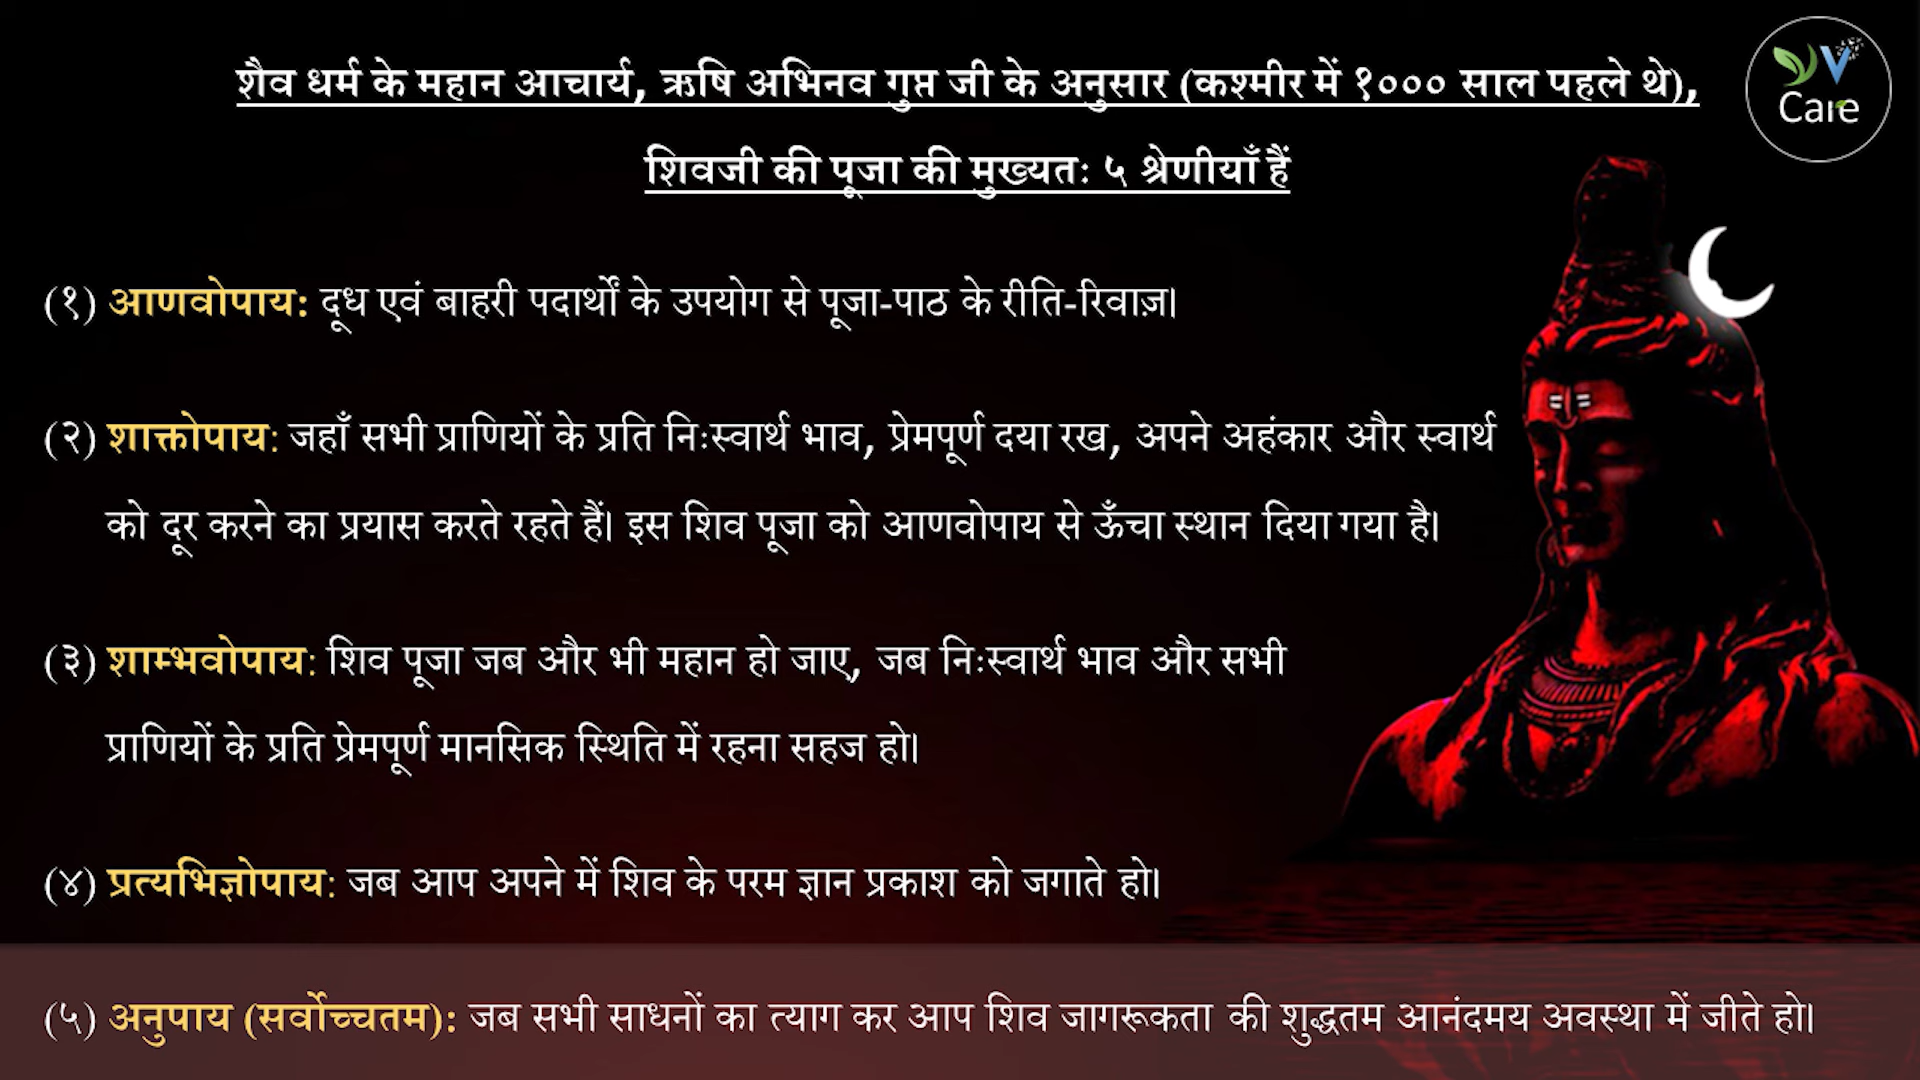 शैव धर्म के महान आचार्य, ऋषि अभिनव गुप्त जी के अनुसार (कश्मीर में १००० साल पहले थे),
शिवजी की पूजा की मुख्यतः ५ श्रेणीयाँ हैं
V
Care
(१) आणवोपाय: दूध एवं बाहरी पदार्थों के उपयोग से पूजा-पाठ के रीति-रिवाज़।
(२) शाक्तोपाय: जहाँ सभी प्राणियों के प्रति निःस्वार्थ भाव, प्रेमपूर्ण दया रख, अपने अहंकार और स्वार्थ
को दूर करने का प्रयास करते रहते हैं। इस शिव पूजा को आणवोपाय से ऊँचा स्थान दिया गया है।
(३) शाम्भवोपाय: शिव पूजा जब और भी महान हो जाए, जब निःस्वार्थ भाव और सभी
प्राणियों के प्रति प्रेमपूर्ण मानसिक स्थिति में रहना सहज हो।
(४) प्रत्यभिज्ञोपाय: जब आप अपने में शिव के परम ज्ञान प्रकाश को जगाते हो।
(५) अनुपाय (सर्वोच्चतम): जब सभी साधनों का त्याग कर आप शिव जागरूकता की शुद्धतम आनंदमय अवस्था में जीते हो।